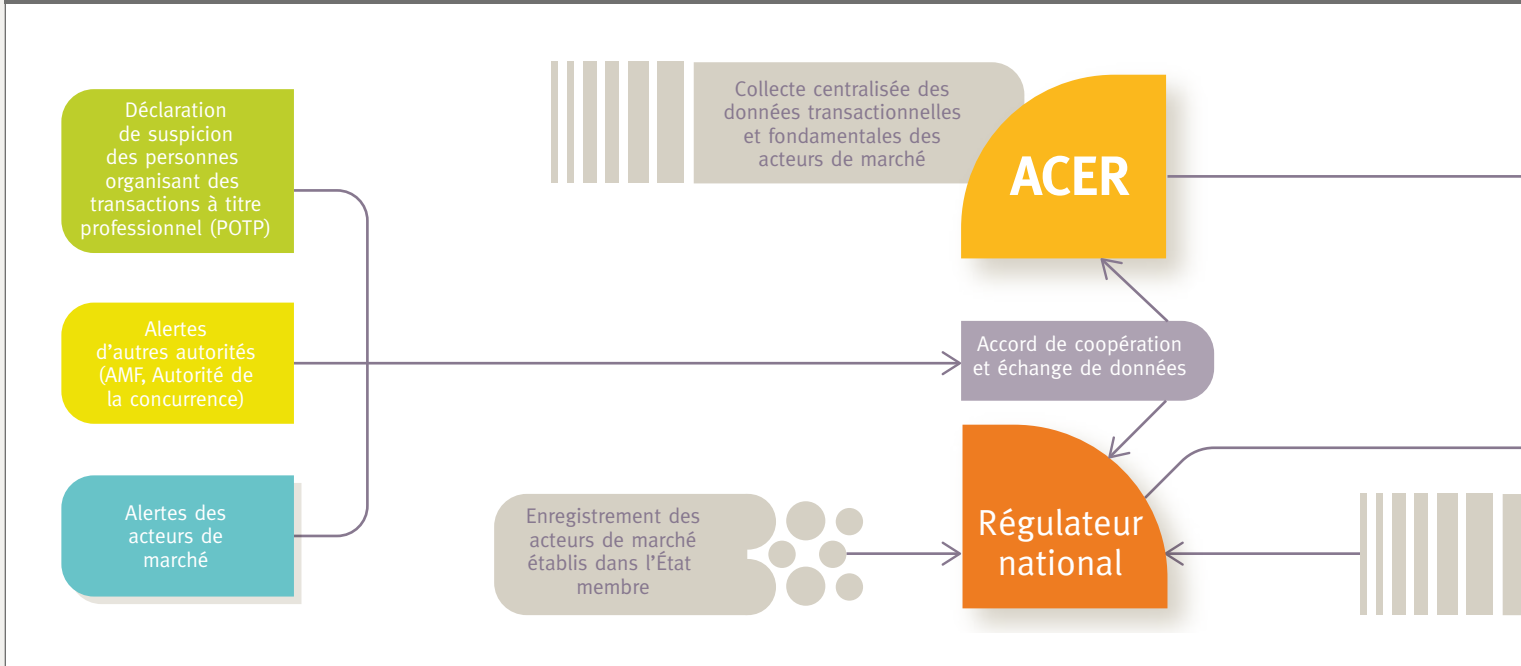 Déclaration
de suspicion
des personnes
organisant des
transactions à titre
professionnel (POTP)
Alertes
d'autres autorités
(AMF, Autorité de
la concurrence)
Alertes des
acteurs de
marché
Collecte centralisée des
données transactionnelles
et fondamentales des
acteurs de marché
ACER
Accord de coopération
et échange de données
Enregistrement des
acteurs de marché
établis dans l'État
membre
Régulateur
national